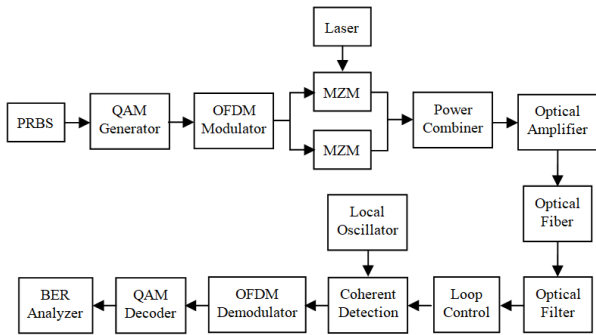 Laser
PRBS
QAM
Generator
OFDM
Modulator
MZM
MZM
Power
Combiner
Optical
Amplifier
Optical
Fiber
Local
Oscillator
BER
Analyzer
QAM
Decoder
OFDM
Demodulator
Coherent
Detection
Loop
Control
Optical
Filter